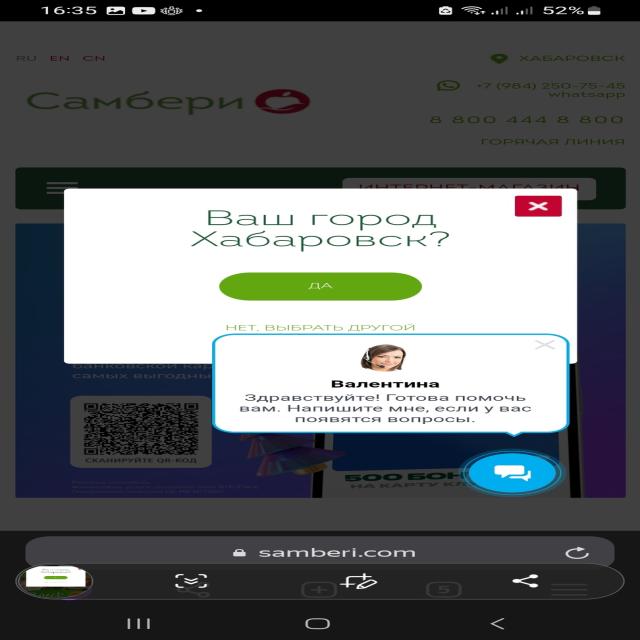 16:35
52%
RU EN CN
ХАБАРОВСК
Самбери
+7 (984) 250-75-45
whatsapp
8 800 444 8 800
ГОРЯЧАЯ ЛИНИЯ
ИНТЕРНЕТ-МАГАЗИН
Ваш город
Хабаровск?
ДА
НЕТ, ВЫБРАТЬ ДРУГОЙ
банковской
самых выгодны
Валентина
Здравствуйте! Готова помочь
вам. Напишите мне, если у вас
появятся вопросы.
СКАНИРУЙТЕ QR-КОД
500 БОН
НА КАРТУ
samberi.com
5